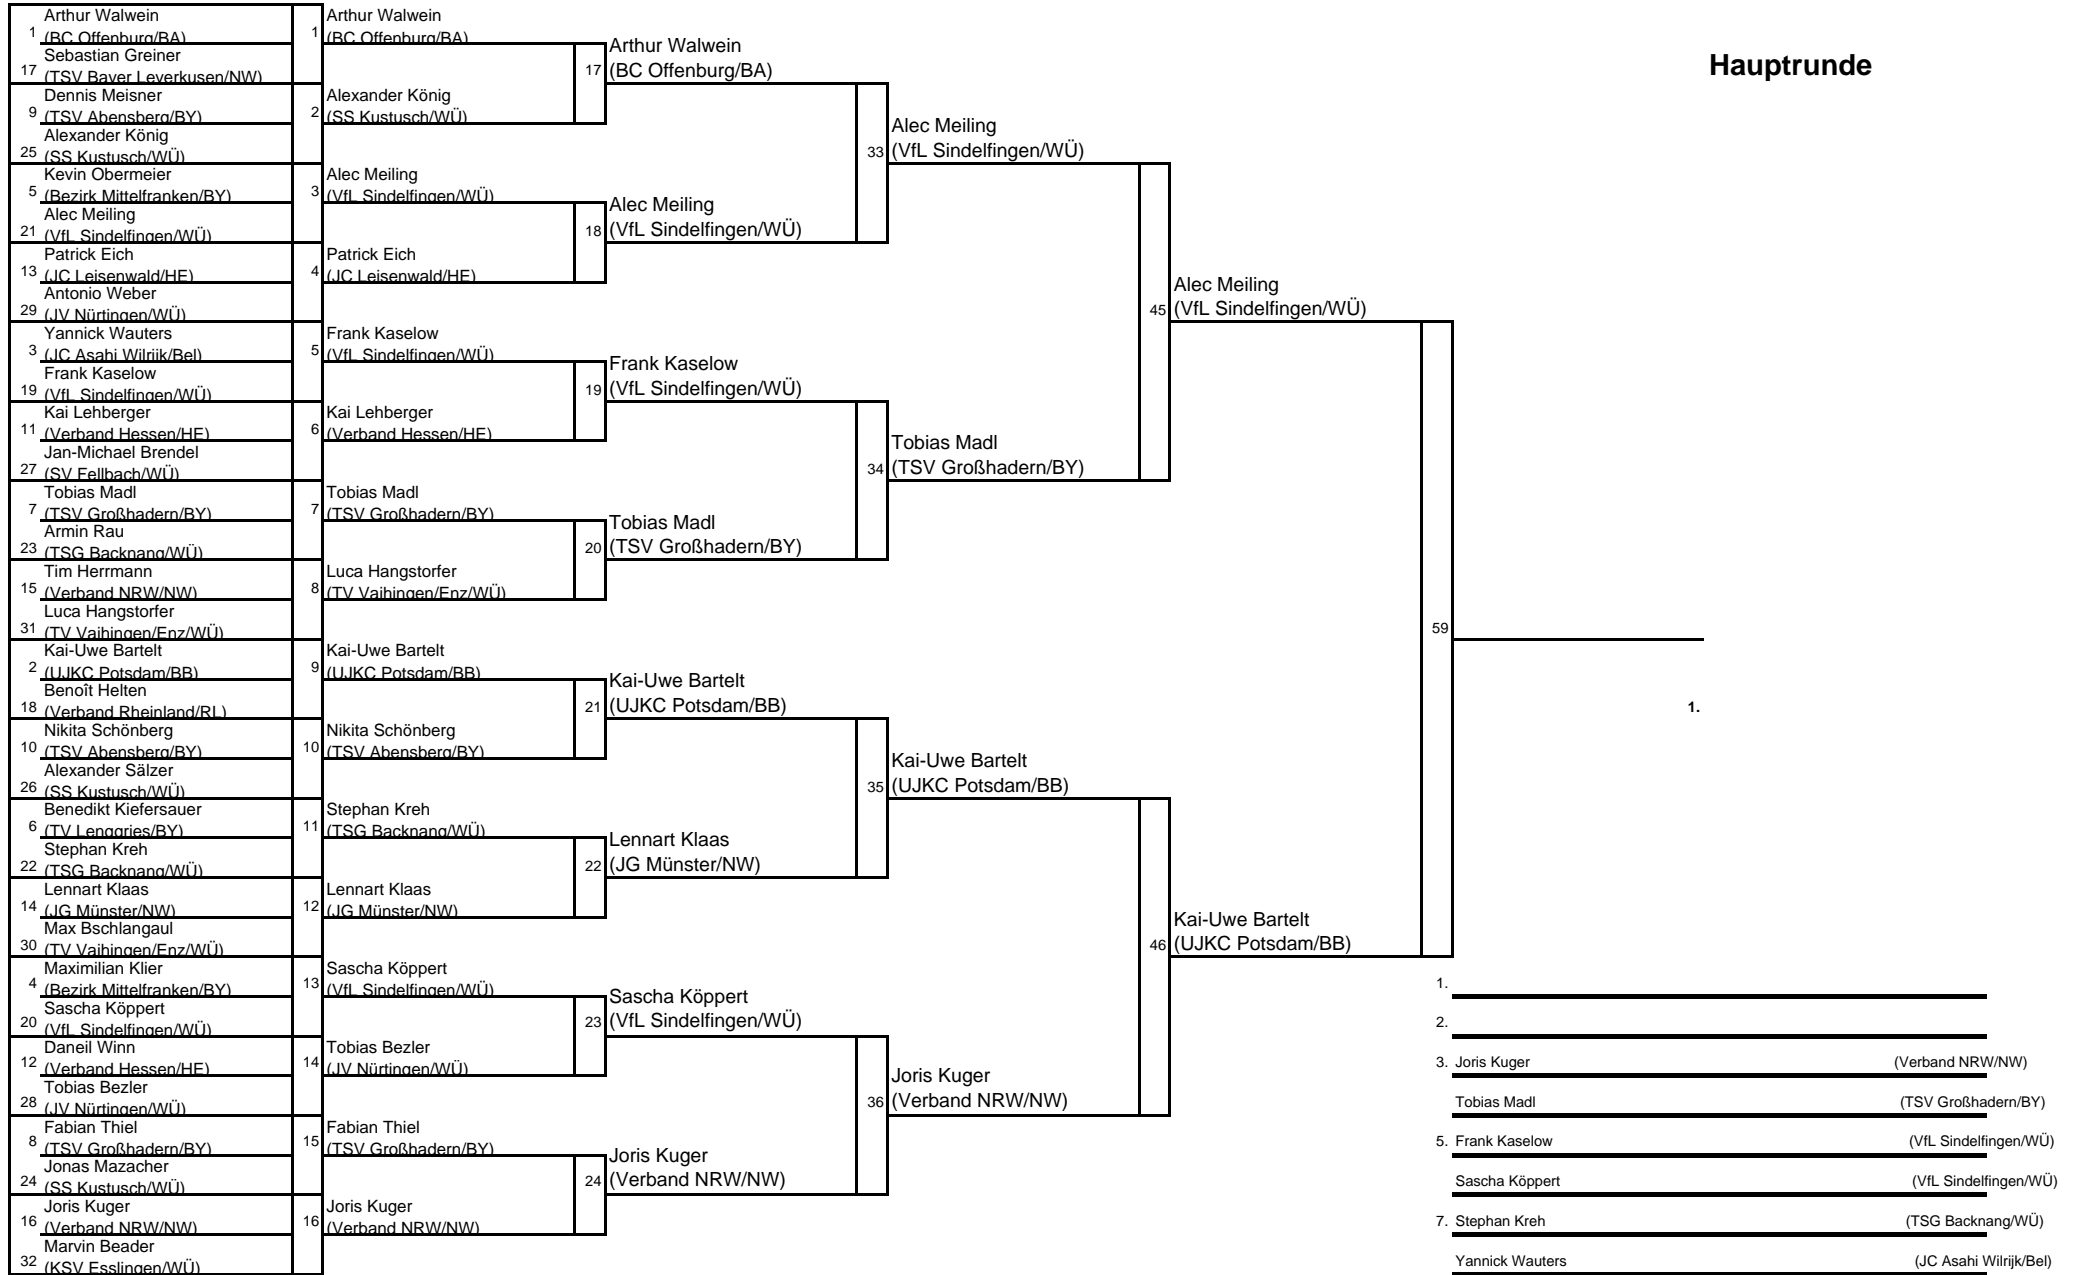 Hauptrunde
1 Arthur Walwein
(BC Offenburg/BA)
17 Sebastian Greiner
(TSV Bayer Leverkusen/NW)
9 Dennis Meisner
(TSV Abensberg/BY)
25 Alexander König
(SS Kustusch/WÜ)
5 Kevin Obermeier
(Bezirk Mittelfranken/BY)
21 Alec Meiling
(VfL Sindelfingen/WÜ)
13 Patrick Eich
(JC Leisenwald/HE)
29 Antonio Weber
(JV Nürtingen/WÜ)
3 Yannick Wauters
(JC Asahi Wilrijk/Bel)
19 Frank Kaselow
(VfL Sindelfingen/WÜ)
11 Kai Lehberger
(Verband Hessen/HE)
27 Jan-Michael Brendel
(SV Fellbach/WÜ)
7 Tobias Madl
(TSV Großhadern/BY)
23 Armin Rau
(TSG Backnang/WÜ)
15 Tim Herrmann
(Verband NRW/NW)
31 Luca Hangstorfer
(TV Vaihingen/Enz/WÜ)
2 Kai-Uwe Bartelt
(UJKC Potsdam/BB)
18 Benoît Helten
(Verband Rheinland/RL)
10 Nikita Schönberg
(TSV Abensberg/BY)
26 Alexander Sälzer
(SS Kustusch/WÜ)
6 Benedikt Kiefersauer
(TV Lenggries/BY)
22 Stephan Kreh
(TSG Backnang/WÜ)
14 Lennart Klaas
(JG Münster/NW)
30 Max Bschlangaul
(TV Vaihingen/Enz/WÜ)
4 Maximilian Klier
(Bezirk Mittelfranken/BY)
20 Sascha Köppert
(VfL Sindelfingen/WÜ)
12 Daneil Winn
(Verband Hessen/HE)
28 Tobias Bezler
(JV Nürtingen/WÜ)
8 Fabian Thiel
(TSV Großhadern/BY)
24 Jonas Mazacher
(SS Kustusch/WÜ)
16 Joris Kuger
(Verband NRW/NW)
32 Marvin Beader
(KSV Esslingen/WÜ)
1 Arthur Walwein
(BC Offenburg/BA)
2 Alexander König
(SS Kustusch/WÜ)
3 Alec Meiling
(VfL Sindelfingen/WÜ)
4 Patrick Eich
(JC Leisenwald/HE)
5 Frank Kaselow
(VfL Sindelfingen/WÜ)
6 Kai Lehberger
(Verband Hessen/HE)
7 Tobias Madl
(TSV Großhadern/BY)
8 Luca Hangstorfer
(TV Vaihingen/Enz/WÜ)
9 Kai-Uwe Bartelt
(UJKC Potsdam/BB)
10 Nikita Schönberg
(TSV Abensberg/BY)
11 Stephan Kreh
(TSG Backnang/WÜ)
12 Lennart Klaas
(JG Münster/NW)
13 Sascha Köppert
(VfL Sindelfingen/WÜ)
14 Tobias Bezler
(JV Nürtingen/WÜ)
15 Fabian Thiel
(TSV Großhadern/BY)
16 Joris Kuger
(Verband NRW/NW)
17 Arthur Walwein
(BC Offenburg/BA)
18 Alec Meiling
(VfL Sindelfingen/WÜ)
19 Frank Kaselow
(VfL Sindelfingen/WÜ)
20 Tobias Madl
(TSV Großhadern/BY)
21 Kai-Uwe Bartelt
(UJKC Potsdam/BB)
22 Lennart Klaas
(JG Münster/NW)
23 Sascha Köppert
(VfL Sindelfingen/WÜ)
24 Joris Kuger
(Verband NRW/NW)
33 Alec Meiling
(VfL Sindelfingen/WÜ)
34 Tobias Madl
(TSV Großhadern/BY)
35 Kai-Uwe Bartelt
(UJKC Potsdam/BB)
36 Joris Kuger
(Verband NRW/NW)
45 Alec Meiling
(VfL Sindelfingen/WÜ)
46 Kai-Uwe Bartelt
(UJKC Potsdam/BB)
59
1.
1.
2.
3. Joris Kuger (Verband NRW/NW)
Tobias Madl (TSV Großhadern/BY)
5. Frank Kaselow (VfL Sindelfingen/WÜ)
Sascha Köppert (VfL Sindelfingen/WÜ)
7. Stephan Kreh (TSG Backnang/WÜ)
Yannick Wauters (JC Asahi Wilrijk/Bel)